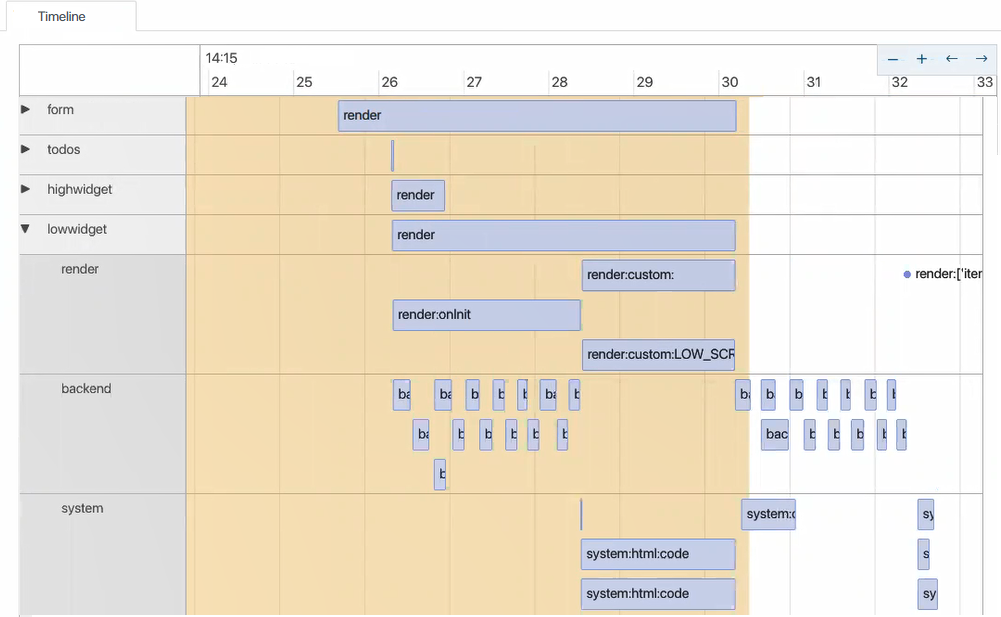 Timeline
14:15
− + ← →
24 25 26 27 28 29 30 31 32 33
form render
todos
highwidget render
lowwidget render
render render:custom:
render:['iter
render:onInit
render:custom:LOW_SCR
backend ba ba b b b ba b b b b b b b b
ba b b b b b bac b b b b b
b
system system:c sy
system:html:code s
system:html:code sy